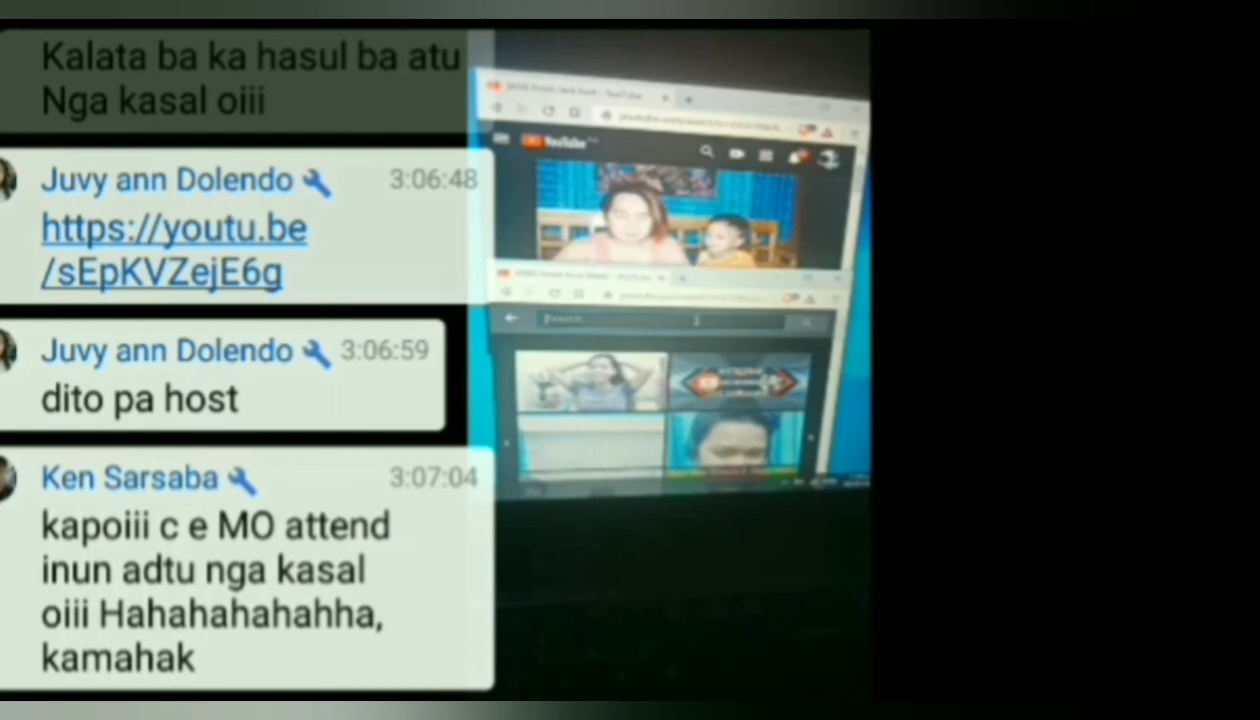 Kalata ba ka hasul ba atu
Nga kasal oiii
Juvy ann Dolendo 3:06:48
https://youtu.be
/sEpKVZejE6g
Juvy ann Dolendo 3:06:59
dito pa host
Ken Sarsaba 3:07:04
kapoiii c e MO attend
inun adtu nga kasal
oiii Hahahahahahha,
kamahak
YouTube